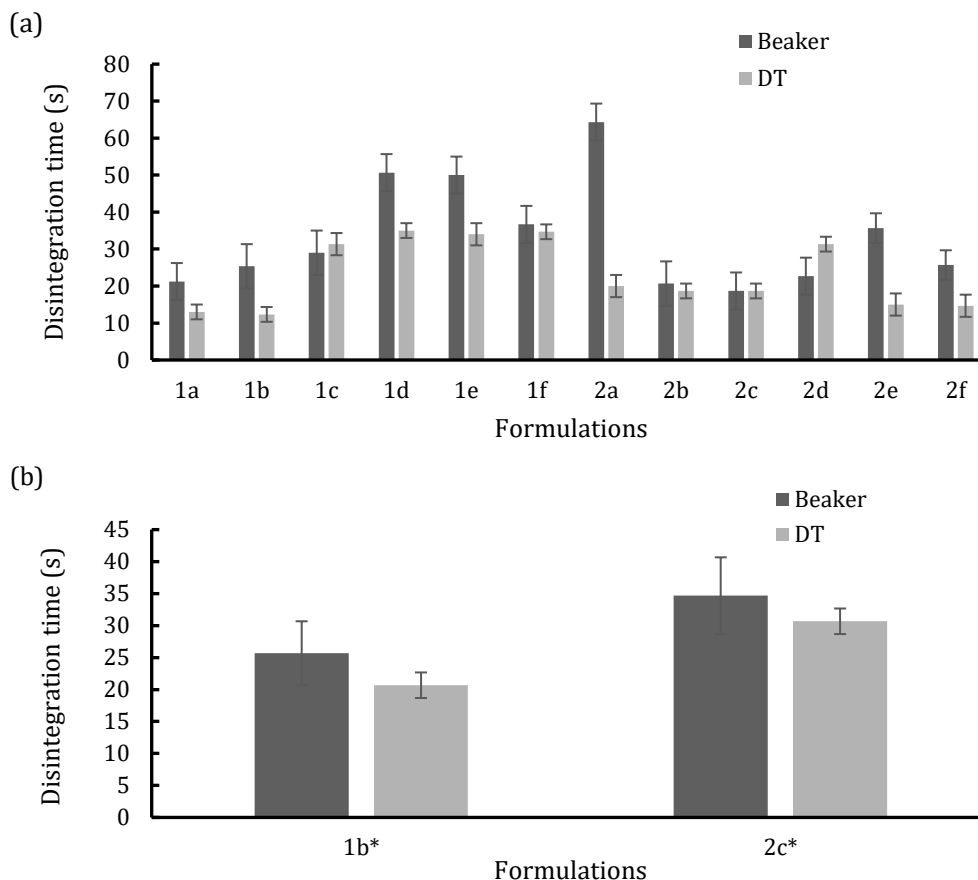 (a)
Beaker
DT
Disintegration time (s)
80
70
60
50
40
30
20
10
0
1a 1b 1c 1d 1e 1f 2a 2b 2c 2d 2e 2f
Formulations
(b)
Beaker
DT
Disintegration time (s)
45
40
35
30
25
20
15
10
5
0
1b* 2c*
Formulations